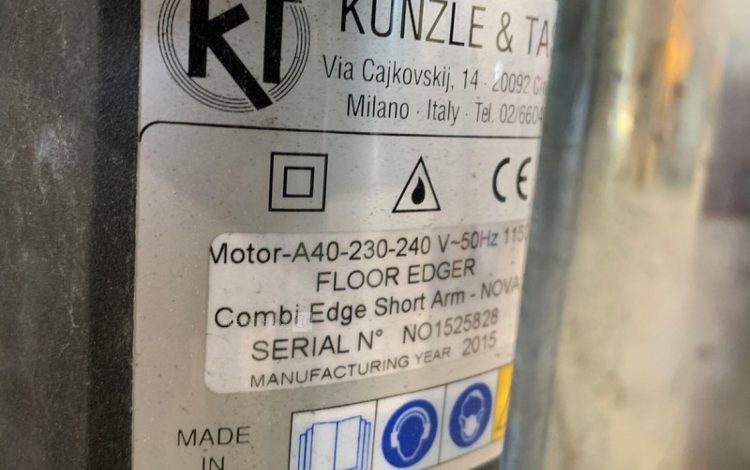 KT
KUNZLE & TAS
Via Cajkovskij, 14 · 20092
Milano · Italy · Tel. 02/6604
CE
Motor-A40-230-240 V~50Hz 115
FLOOR EDGER
Combi Edge Short Arm - NOVA
SERIAL N° NO1525828
MANUFACTURING YEAR 2015
MADE
IN